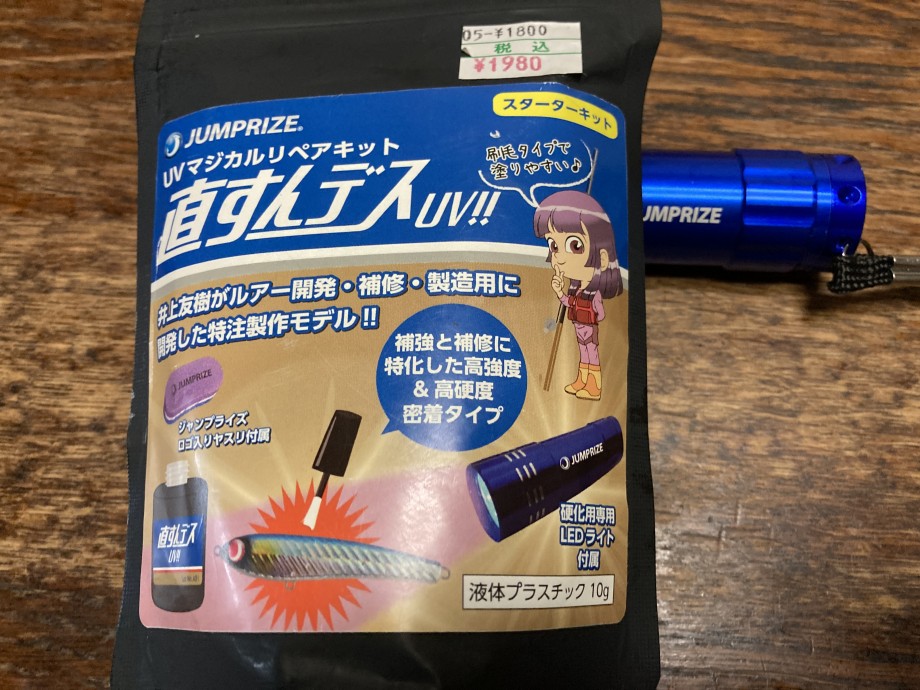 05-¥1800
税込
¥1980
スターターキット
JUMPRIZE®
UVマジカルリペアキット
直すんデス UV!!
刷毛タイプで
塗りやすい♪
JUMPRIZE
井上友樹がルアー開発・補修・製造用に
開発した特注製作モデル!!
補強と補修に
特化した高強度
&高硬度
密着タイプ
JUMPRIZE
ジャンプライズ
ロゴ入りヤスリ付属
JUMPRIZE
硬化用専用
LEDライト
付属
直すんデス
UV!!
液体プラスチック 10g